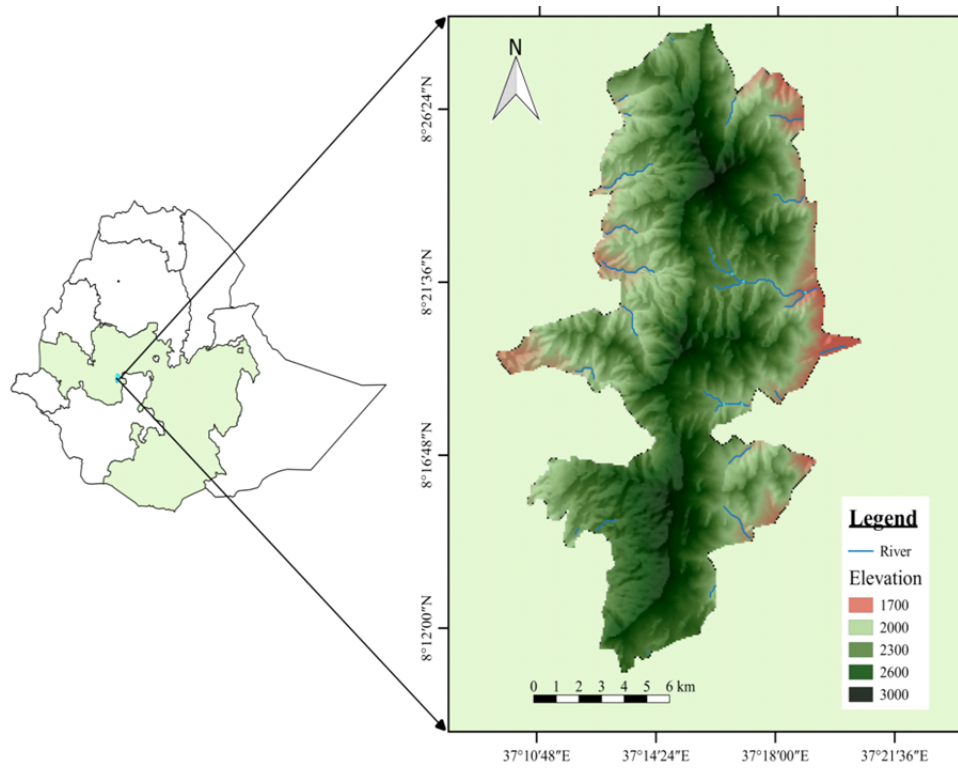 N
8°26′24″N
8°21′36″N
8°16′48″N
8°12′00″N
Legend
River
Elevation
1700
2000
2300
2600
3000
0 1 2 3 4 5 6 km
37°10′48″E 37°14′24″E 37°18′00″E 37°21′36″E